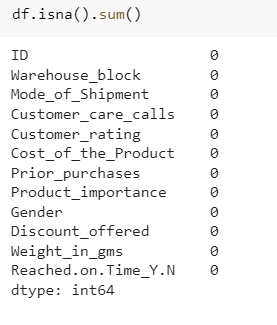 df.isna().sum()
ID 0
Warehouse_block 0
Mode_of_Shipment 0
Customer_care_calls 0
Customer_rating 0
Cost_of_the_Product 0
Prior_purchases 0
Product_importance 0
Gender 0
Discount_offered 0
Weight_in_gms 0
Reached.on.Time_Y.N 0
dtype: int64